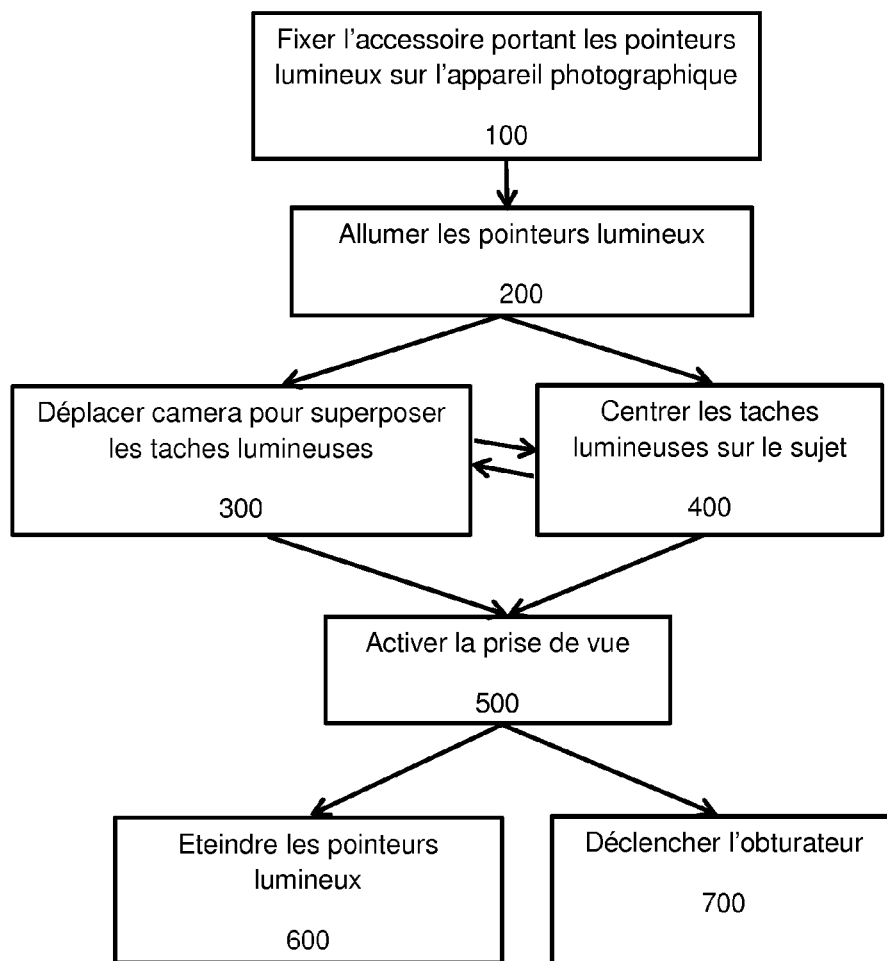 Fixer l'accessoire portant les pointeurs
lumineux sur l'appareil photographique
100
Allumer les pointeurs lumineux
200
Déplacer camera pour superposer
les taches lumineuses
300
Centrer les taches
lumineuses sur le sujet
400
Activer la prise de vue
500
Eteindre les pointeurs
lumineux
600
Déclencher l'obturateur
700